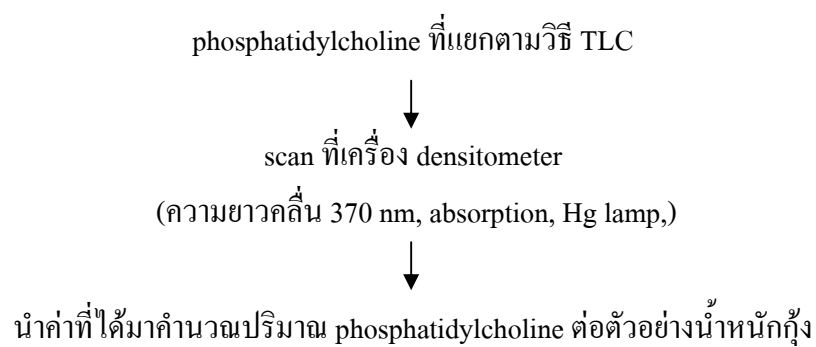 phosphatidylcholine ที่แยกตามวิธี TLC
scan ที่เครื่อง densitometer
(ความยาวคลื่น 370 nm, absorption, Hg lamp,)
นำค่าที่ได้มาคำนวณปริมาณ phosphatidylcholine ต่อตัวอย่างน้ำหนักกุ้ง